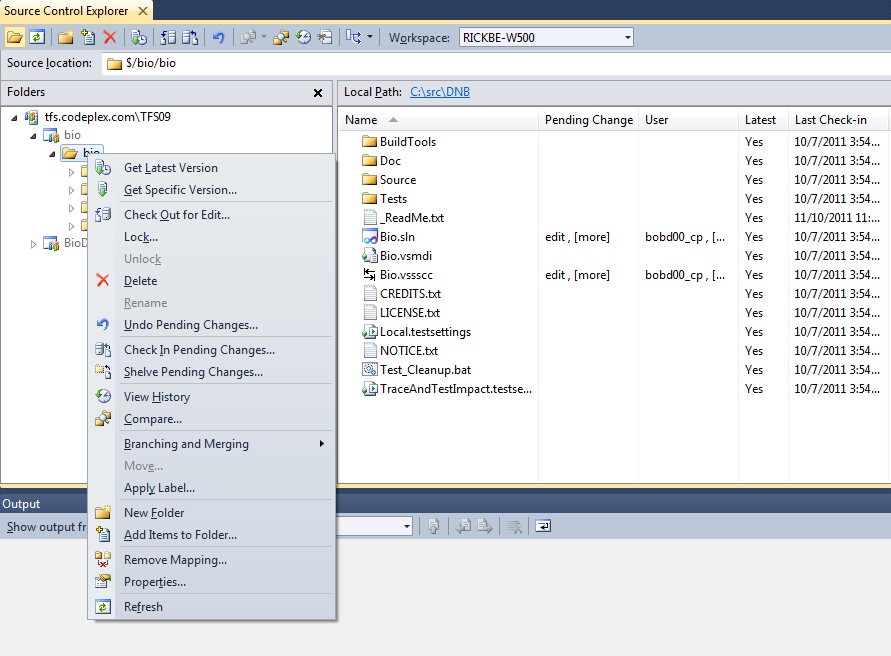 Source Control Explorer
Workspace: RICKBE-W500
Source location: $/bio/bio
Folders
Local Path: C:\src\DNB
tfs.codeplex.com\TFS09
bio
bio
Get Latest Version
Get Specific Version...
Check Out for Edit...
Lock...
Unlock
Delete
Rename
Undo Pending Changes...
Check In Pending Changes...
Shelve Pending Changes...
View History
Compare...
Branching and Merging
Move...
Apply Label...
New Folder
Add Items to Folder...
Remove Mapping...
Properties...
Refresh
Name Pending Change User Latest Last Check-in
BuildTools Yes 10/7/2011 3:54...
Doc Yes 10/7/2011 3:54...
Source Yes 10/7/2011 3:54...
Tests Yes 10/7/2011 3:54...
_ReadMe.txt Yes 11/10/2011 11:...
Bio.sln edit , [more] bobd00_cp , [... Yes 10/7/2011 3:54...
Bio.vsmdi Yes 10/7/2011 3:54...
Bio.vssscc edit , [more] bobd00_cp , [... Yes 10/7/2011 3:54...
CREDITS.txt Yes 10/7/2011 3:54...
LICENSE.txt Yes 10/7/2011 3:54...
Local.testsettings Yes 10/7/2011 3:54...
NOTICE.txt Yes 10/7/2011 3:54...
Test_Cleanup.bat Yes 10/7/2011 3:54...
TraceAndTestImpact.testse... Yes 10/7/2011 3:54...
Output
Show output